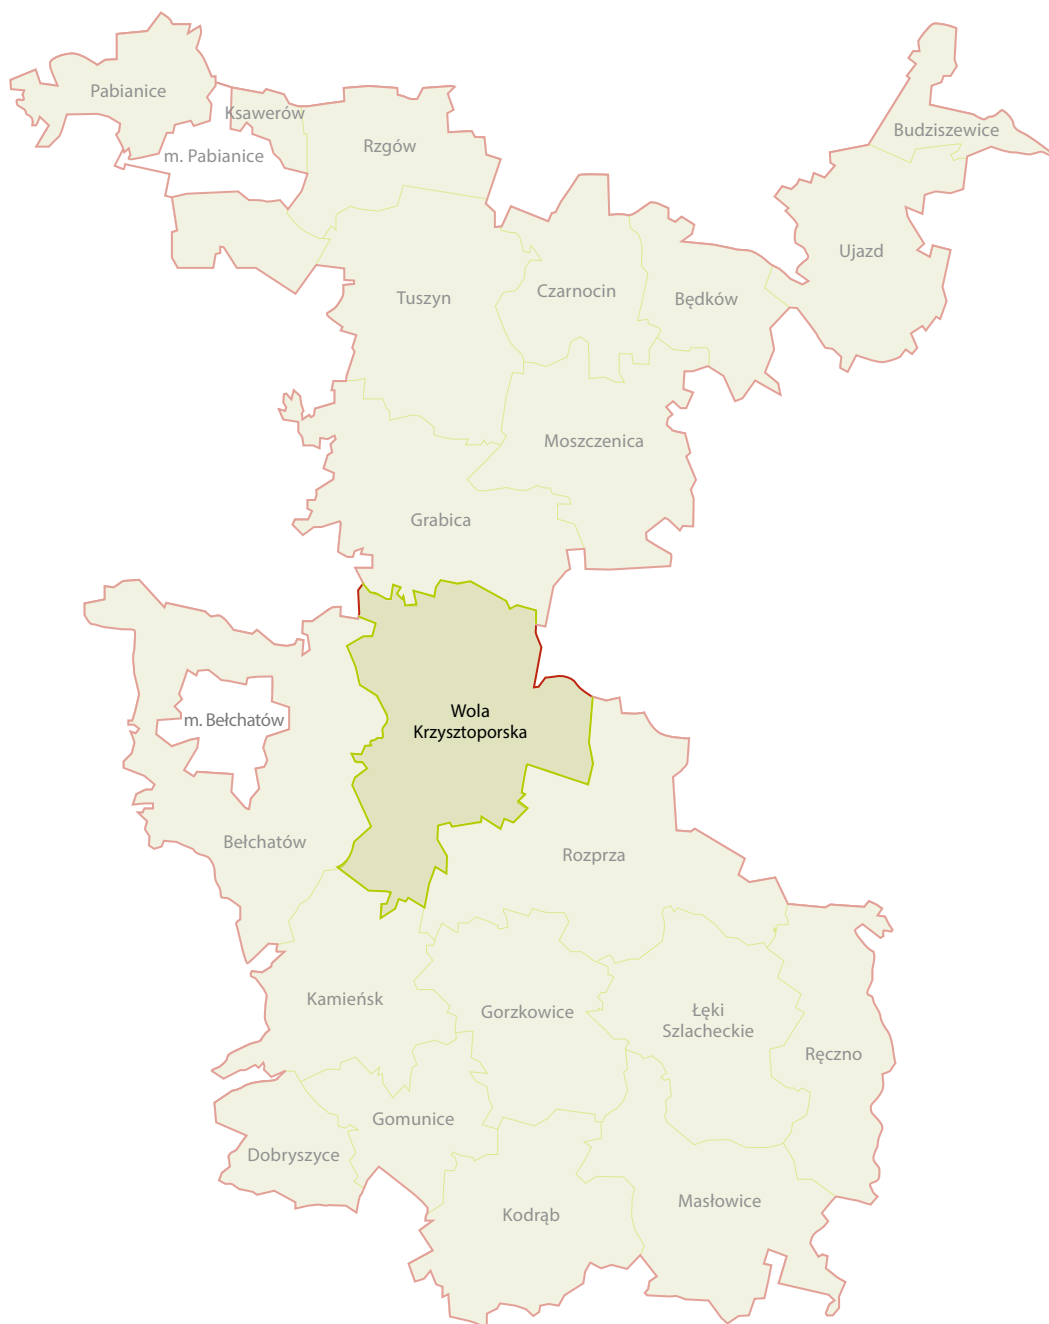 Pabianice
Ksawerów
m. Pabianice
Rzgów
Budziszewice
Ujazd
Tuszyn
Czarnocin
Będków
Moszczenica
Grabica
Wola
Krzysztoporska
m. Bełchatów
Bełchatów
Rozprza
Kamieńsk
Gorzkowice
Łęki
Szlacheckie
Ręczno
Gomunice
Dobryszyce
Kodrąb
Masłowice